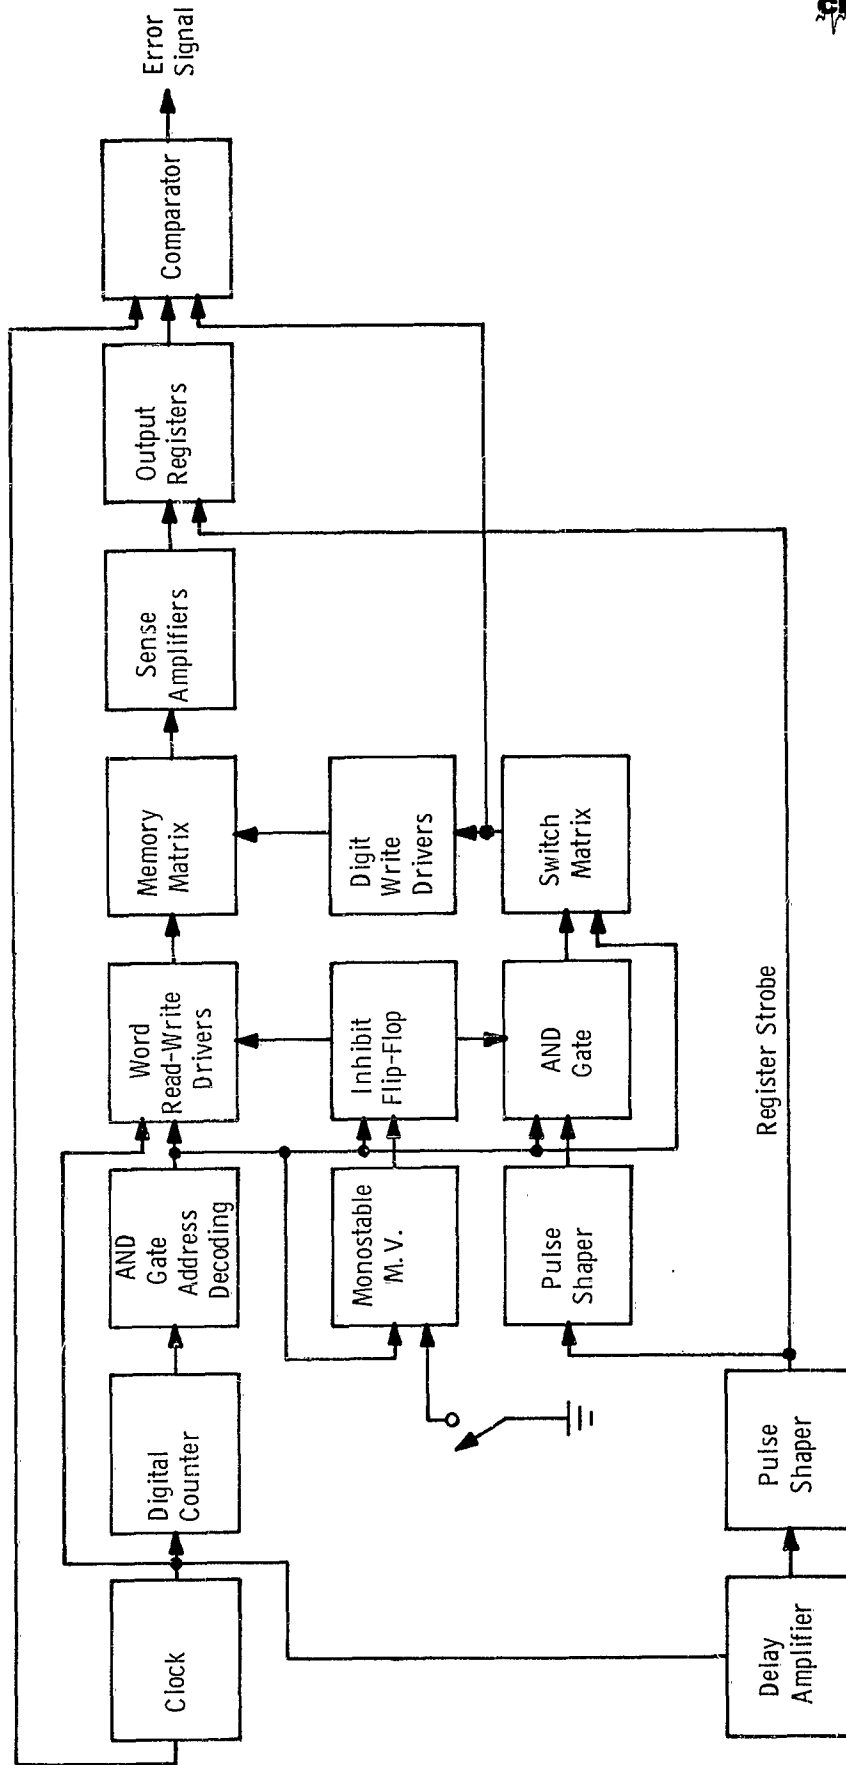 Clock
Digital
Counter
AND
Gate
Address
Decoding
Word
Read-Write
Drivers
Memory
Matrix
Sense
Amplifiers
Output
Registers
Comparator
Error
Signal
Monostable
M.V.
Inhibit
Flip-Flop
Digit
Write
Drivers
Pulse
Shaper
AND
Gate
Switch
Matrix
Delay
Amplifier
Pulse
Shaper
Register Strobe